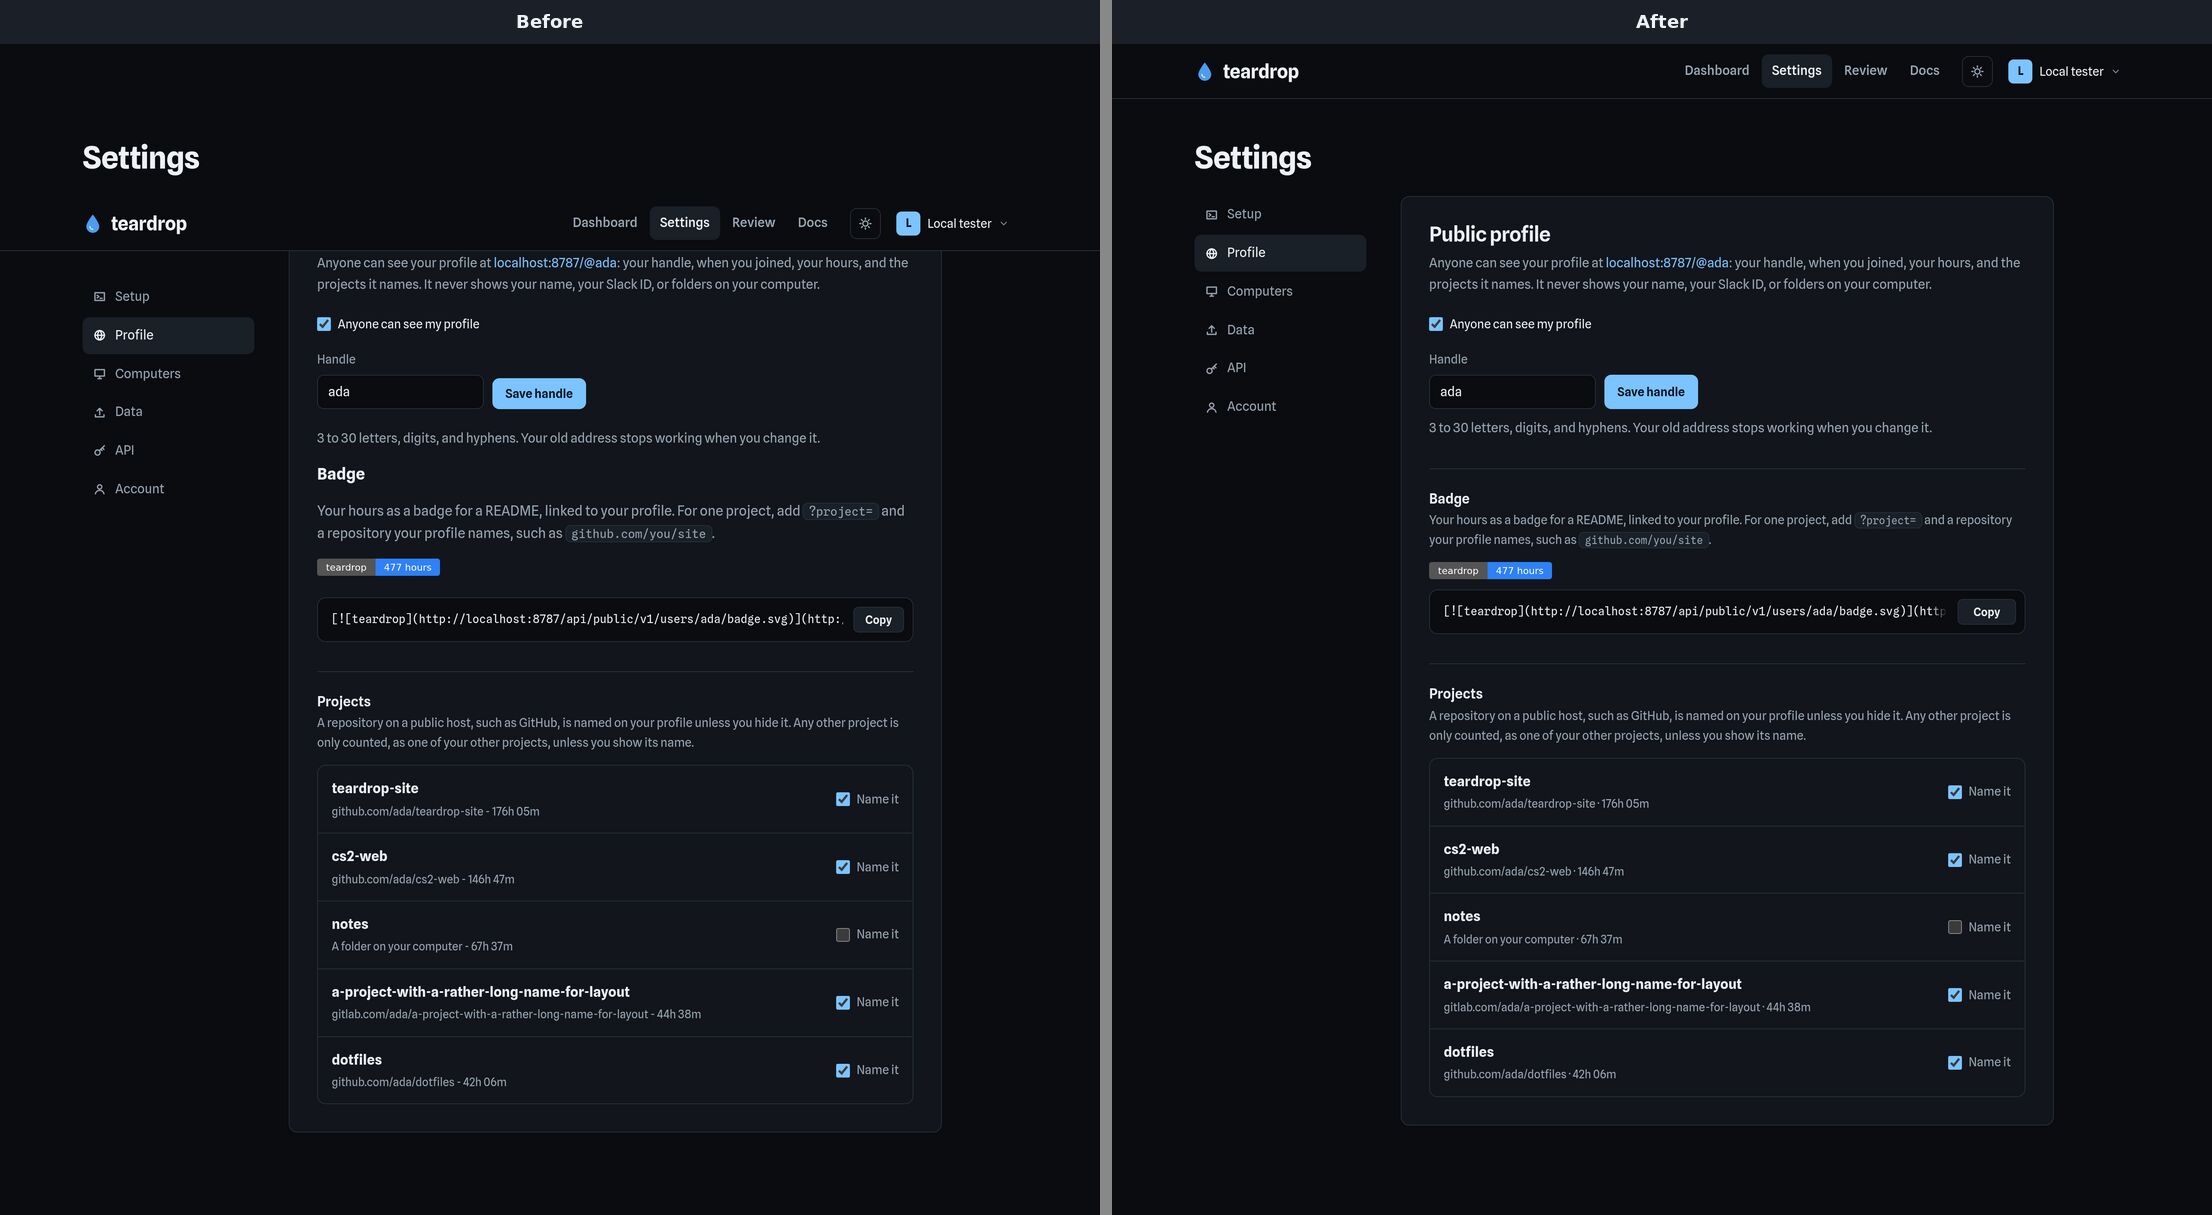 Before
Settings
teardrop
Dashboard Settings Review Docs L Local tester
Setup
Profile
Computers
Data
API
Account
Anyone can see your profile at localhost:8787/@ada: your handle, when you joined, your hours, and the
projects it names. It never shows your name, your Slack ID, or folders on your computer.
Anyone can see my profile
Handle
ada Save handle
3 to 30 letters, digits, and hyphens. Your old address stops working when you change it.
Badge
Your hours as a badge for a README, linked to your profile. For one project, add ?project= and
a repository your profile names, such as github.com/you/site.
teardrop 477 hours
[![teardrop](http://localhost:8787/api/public/v1/users/ada/badge.svg)](http: Copy
Projects
A repository on a public host, such as GitHub, is named on your profile unless you hide it. Any other project is
only counted, as one of your other projects, unless you show its name.
teardrop-site
github.com/ada/teardrop-site - 176h 05m
Name it
cs2-web
github.com/ada/cs2-web - 146h 47m
Name it
notes
A folder on your computer - 67h 37m
Name it
a-project-with-a-rather-long-name-for-layout
gitlab.com/ada/a-project-with-a-rather-long-name-for-layout - 44h 38m
Name it
dotfiles
github.com/ada/dotfiles - 42h 06m
Name it
After
teardrop
Dashboard Settings Review Docs L Local tester
Settings
Setup
Profile
Computers
Data
API
Account
Public profile
Anyone can see your profile at localhost:8787/@ada: your handle, when you joined, your hours, and the
projects it names. It never shows your name, your Slack ID, or folders on your computer.
Anyone can see my profile
Handle
ada Save handle
3 to 30 letters, digits, and hyphens. Your old address stops working when you change it.
Badge
Your hours as a badge for a README, linked to your profile. For one project, add ?project= and a repository
your profile names, such as github.com/you/site.
teardrop 477 hours
[![teardrop](http://localhost:8787/api/public/v1/users/ada/badge.svg)](http Copy
Projects
A repository on a public host, such as GitHub, is named on your profile unless you hide it. Any other project is
only counted, as one of your other projects, unless you show its name.
teardrop-site
github.com/ada/teardrop-site · 176h 05m
Name it
cs2-web
github.com/ada/cs2-web · 146h 47m
Name it
notes
A folder on your computer · 67h 37m
Name it
a-project-with-a-rather-long-name-for-layout
gitlab.com/ada/a-project-with-a-rather-long-name-for-layout · 44h 38m
Name it
dotfiles
github.com/ada/dotfiles · 42h 06m
Name it